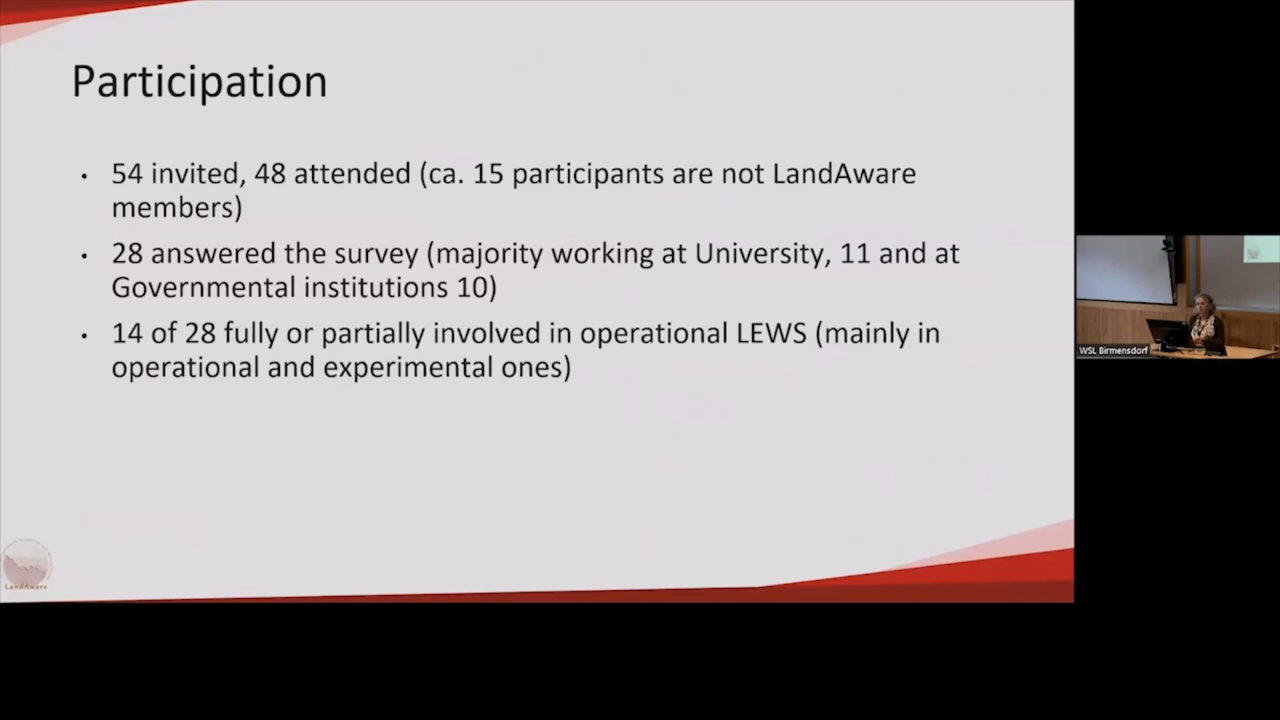 Participation
• 54 invited, 48 attended (ca. 15 participants are not LandAware
members)
• 28 answered the survey (majority working at University, 11 and at
Governmental institutions 10)
• 14 of 28 fully or partially involved in operational LEWS (mainly in
operational and experimental ones)
WSL Birmensdorf
LandAware